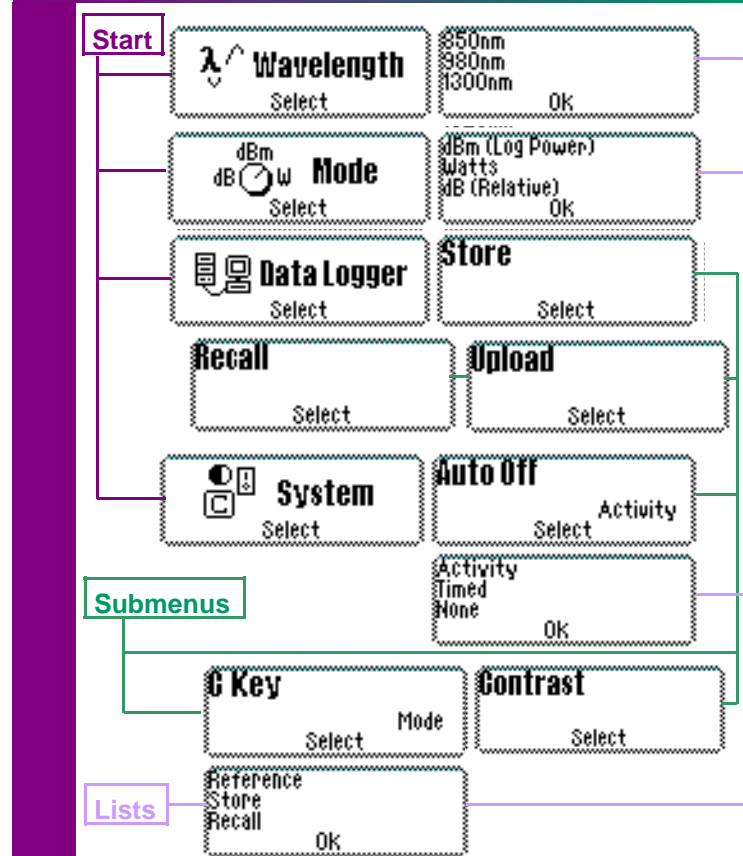 Start
λ Wavelength
Select
850nm
980nm
1300nm
OK
dBm
dB W Mode
Select
dBm (Log Power)
Watts
dB (Relative)
OK
Data Logger
Select
Store
Select
Recall
Select
Upload
Select
C System
Select
Auto Off
Activity
Select
Activity
Timed
None
OK
Submenus
C Key
Mode
Select
Contrast
Select
Lists
Reference
Store
Recall
OK